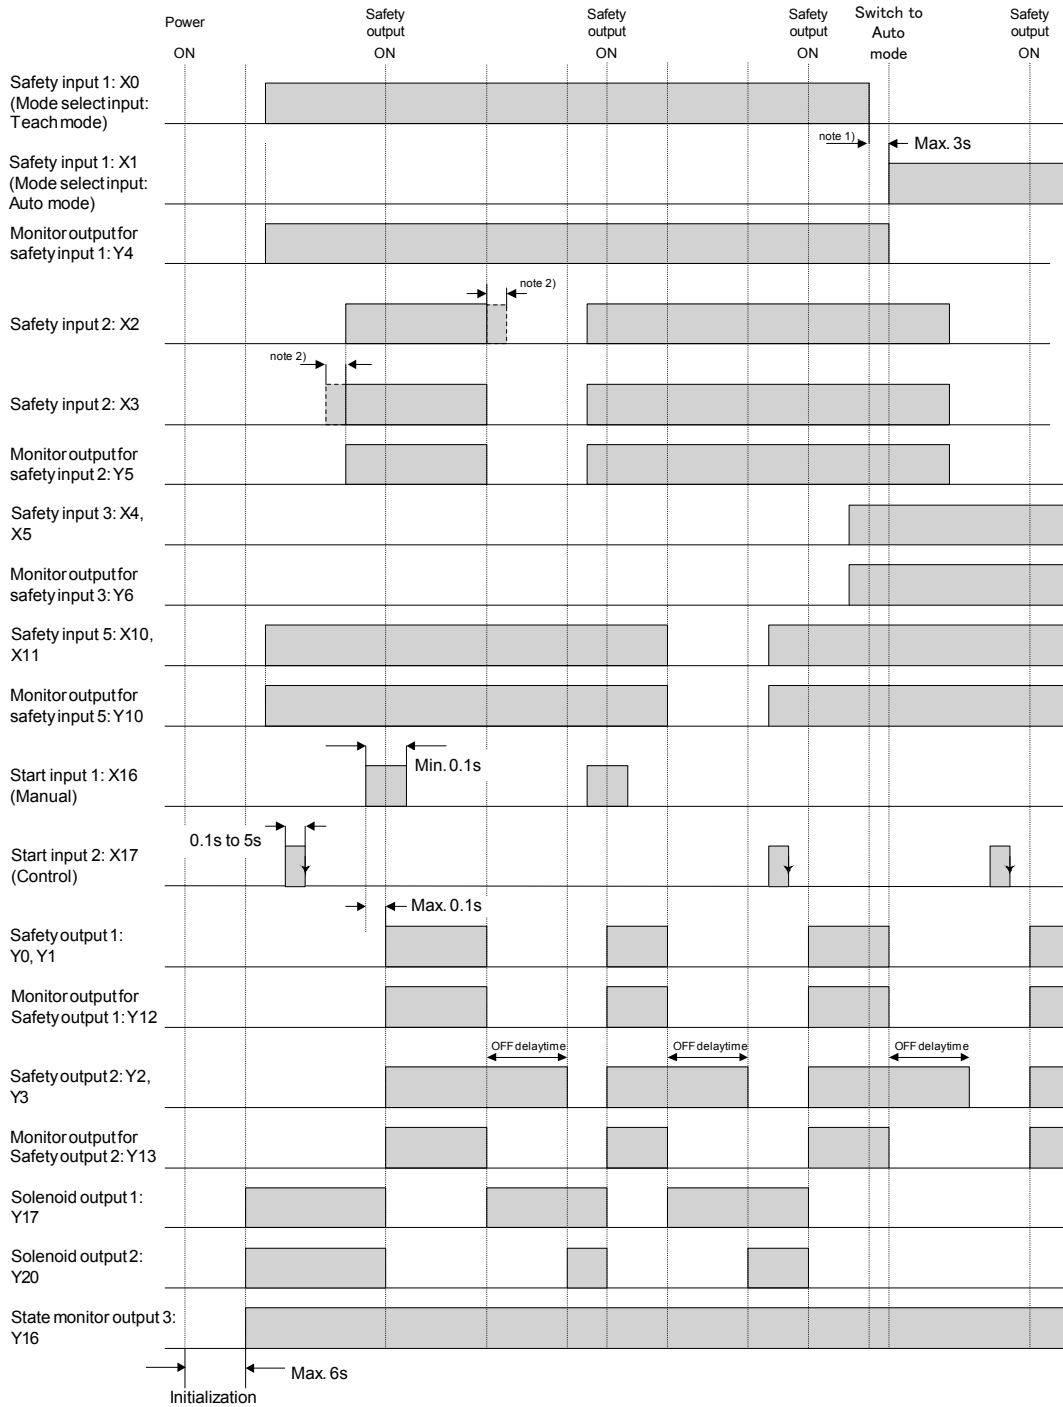 Power
ON
Safety
output
ON
Safety
output
ON
Safety
output
ON
Switch to
Auto
mode
Safety
output
ON
Safety input 1: X0
(Mode select input:
Teach mode)
note 1)
Max. 3s
Safety input 1: X1
(Mode select input:
Auto mode)
Monitor output for
safety input 1: Y4
note 2)
Safety input 2: X2
note 2)
Safety input 2: X3
Monitor output for
safety input 2: Y5
Safety input 3: X4,
X5
Monitor output for
safety input 3: Y6
Safety input 5: X10,
X11
Monitor output for
safety input 5: Y10
Min. 0.1s
Start input 1: X16
(Manual)
0.1s to 5s
Start input 2: X17
(Control)
Max. 0.1s
Safety output 1:
Y0, Y1
Monitor output for
Safety output 1: Y12
OFF delay time
OFF delay time
OFF delay time
Safety output 2: Y2,
Y3
Monitor output for
Safety output 2: Y13
Solenoid output 1:
Y17
Solenoid output 2:
Y20
State monitor output 3:
Y16
Max. 6s
Initialization